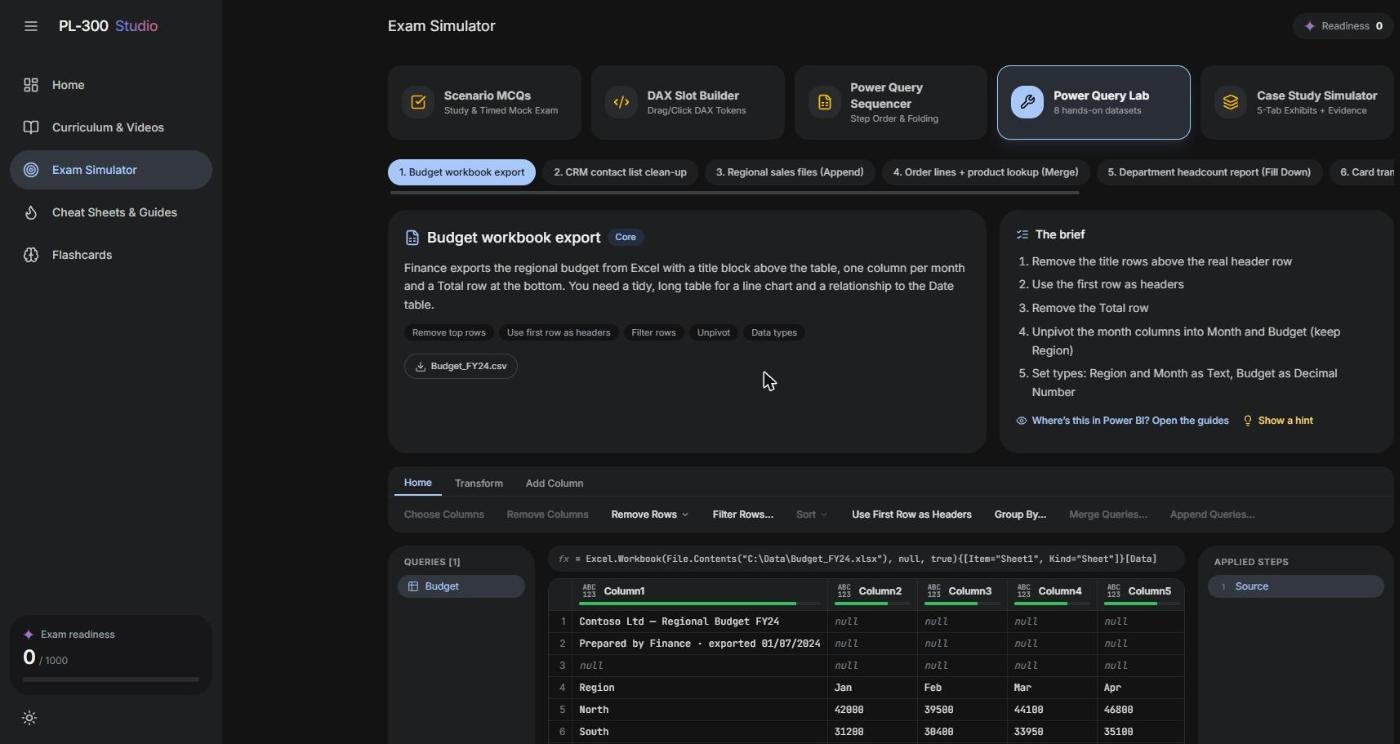 PL-300 Studio
Exam Simulator
Readiness 0
Home
Curriculum & Videos
Exam Simulator
Cheat Sheets & Guides
Flashcards
Scenario MCQs
Study & Timed Mock Exam
DAX Slot Builder
Drag/Click DAX Tokens
Power Query
Sequencer
Step Order & Folding
Power Query Lab
8 hands-on datasets
Case Study Simulator
5-Tab Exhibits + Evidence
1. Budget workbook export
2. CRM contact list clean-up
3. Regional sales files (Append)
4. Order lines + product lookup (Merge)
5. Department headcount report (Fill Down)
6. Card tran
Budget workbook export Core
Finance exports the regional budget from Excel with a title block above the table, one column per month
and a Total row at the bottom. You need a tidy, long table for a line chart and a relationship to the Date
table.
Remove top rows Use first row as headers Filter rows Unpivot Data types
Budget_FY24.csv
The brief
1. Remove the title rows above the real header row
2. Use the first row as headers
3. Remove the Total row
4. Unpivot the month columns into Month and Budget (keep
Region)
5. Set types: Region and Month as Text, Budget as Decimal
Number
Where's this in Power BI? Open the guides Show a hint
Home Transform Add Column
Choose Columns Remove Columns Remove Rows Filter Rows... Sort Use First Row as Headers Group By... Merge Queries... Append Queries...
QUERIES [1]
Budget
fx = Excel.Workbook(File.Contents("C:\Data\Budget_FY24.xlsx"), null, true){[Item="Sheet1", Kind="Sheet"]}[Data]
ABC 123 Column1 ABC 123 Column2 ABC 123 Column3 ABC 123 Column4 ABC 123 Column5
1 Contoso Ltd — Regional Budget FY24 null null null null
2 Prepared by Finance · exported 01/07/2024 null null null null
3 null null null null null
4 Region Jan Feb Mar Apr
5 North 42000 39500 44100 46800
6 South 31200 30400 33950 35100
APPLIED STEPS
1 Source
Exam readiness
0 / 1000